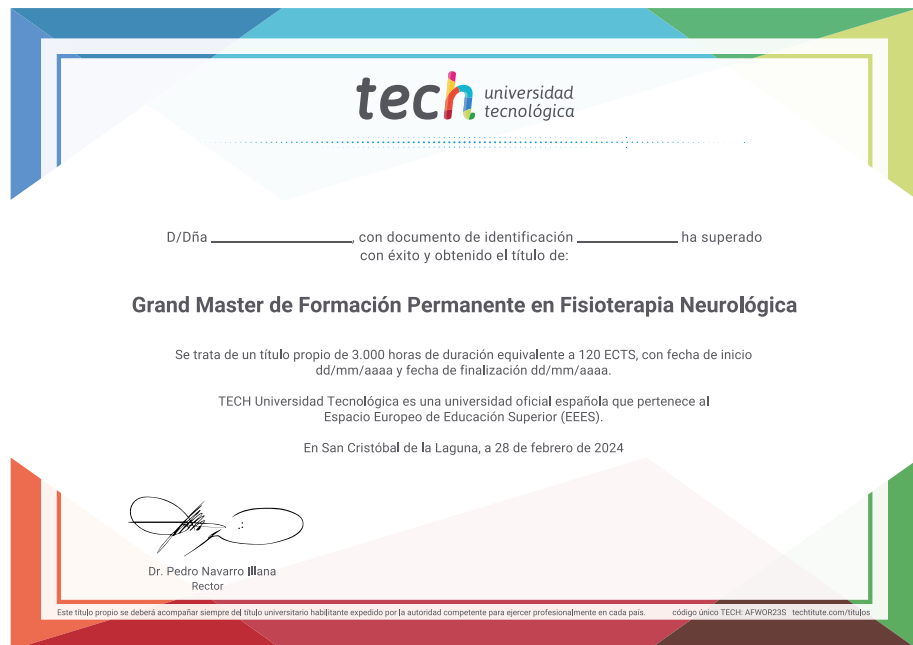 tech universidad
tecnológica
D/Dña ____________, con documento de identificación ____________ ha superado
con éxito y obtenido el título de:
Grand Master de Formación Permanente en Fisioterapia Neurológica
Se trata de un título propio de 3.000 horas de duración equivalente a 120 ECTS, con fecha de inicio
dd/mm/aaaa y fecha de finalización dd/mm/aaaa.
TECH Universidad Tecnológica es una universidad oficial española que pertenece al
Espacio Europeo de Educación Superior (EEES).
En San Cristóbal de la Laguna, a 28 de febrero de 2024
Dr. Pedro Navarro Illana
Rector
Este título propio se deberá acompañar siempre del título universitario habilitante expedido por la autoridad competente para ejercer profesionalmente en cada país. código único TECH: AFWOR23S techtitute.com/titulos